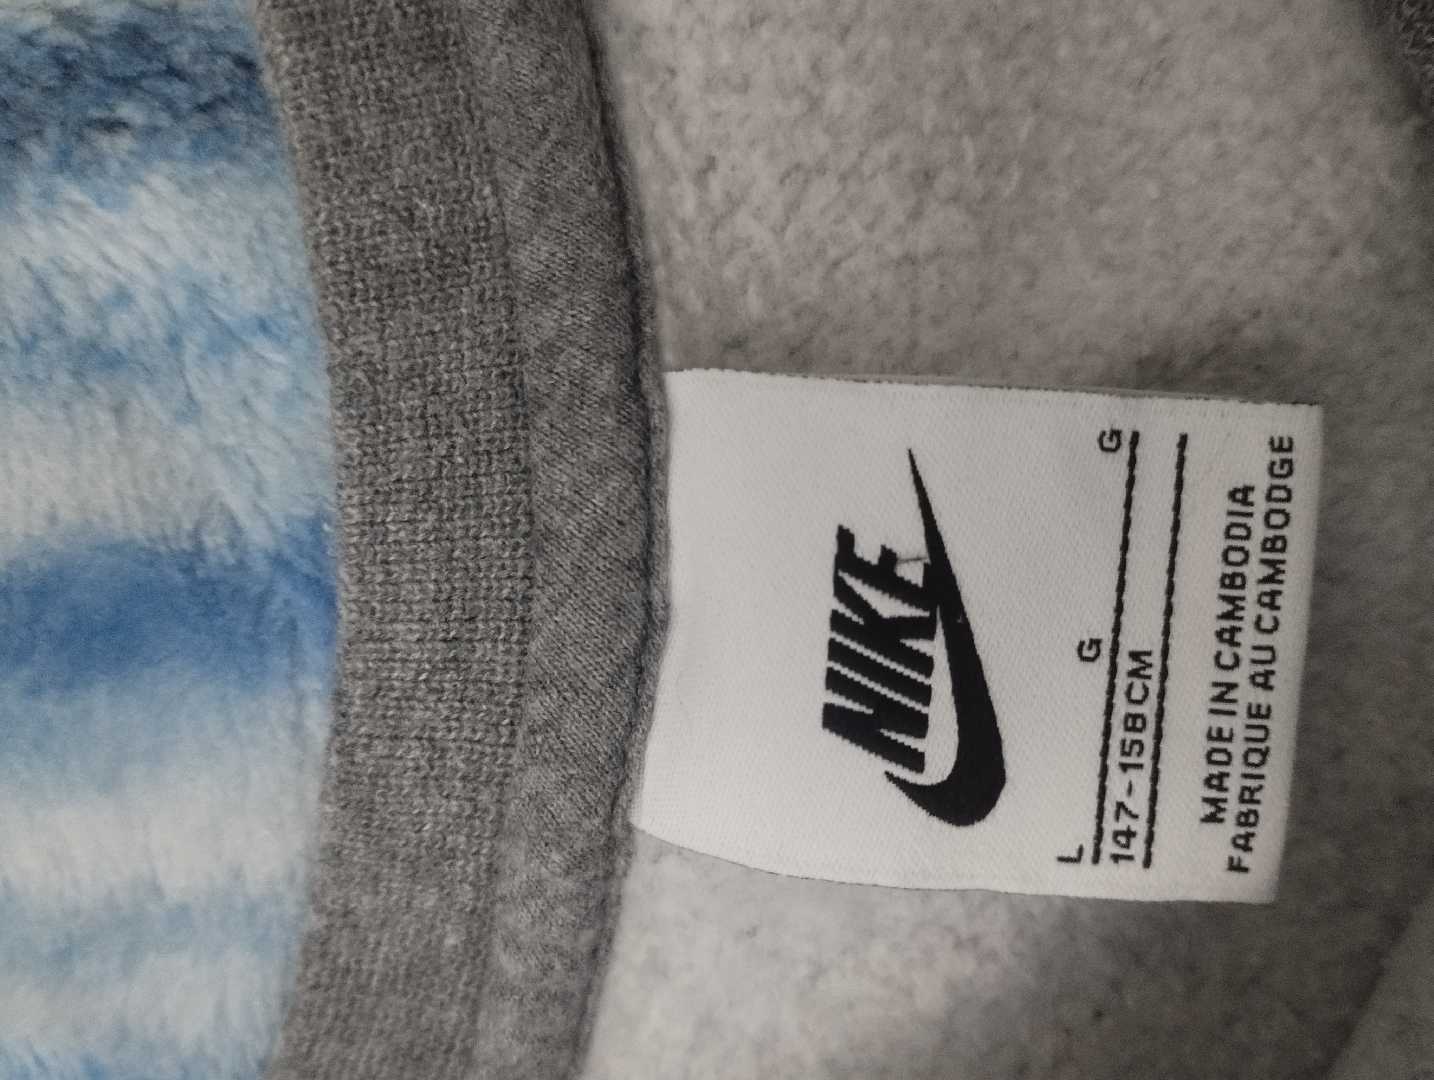 NIKE
L G G
147-158CM
MADE IN CAMBODIA
FABRIQUE AU CAMBODGE